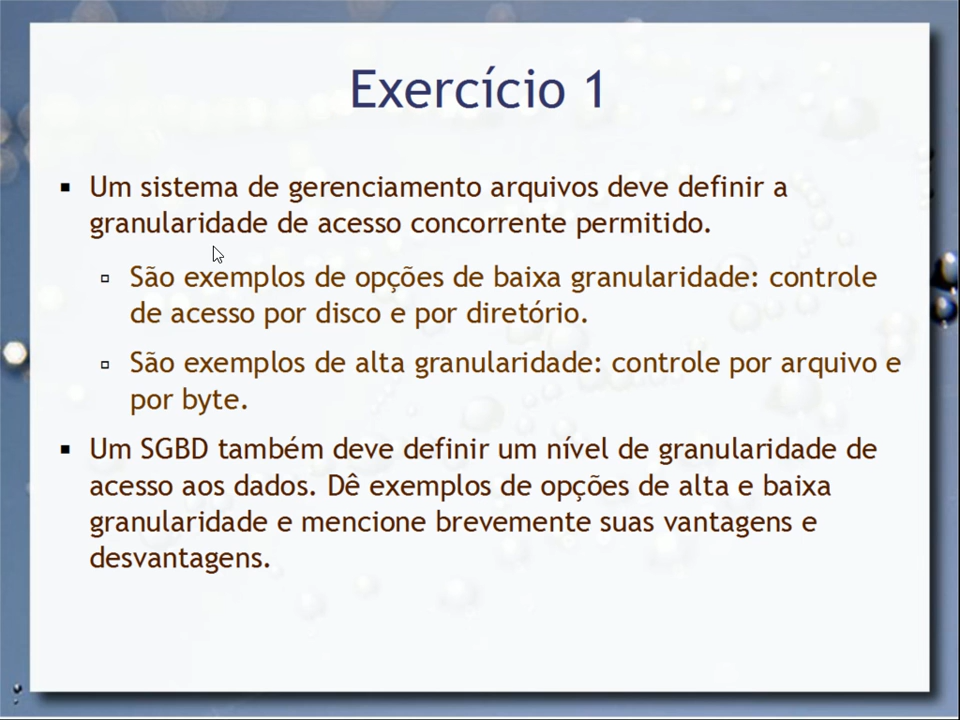 Exercício 1
Um sistema de gerenciamento arquivos deve definir a
granularidade de acesso concorrente permitido.
São exemplos de opções de baixa granularidade: controle
de acesso por disco e por diretório.
São exemplos de alta granularidade: controle por arquivo e
por byte.
Um SGBD também deve definir um nível de granularidade de
acesso aos dados. Dê exemplos de opções de alta e baixa
granularidade e mencione brevemente suas vantagens e
desvantagens.